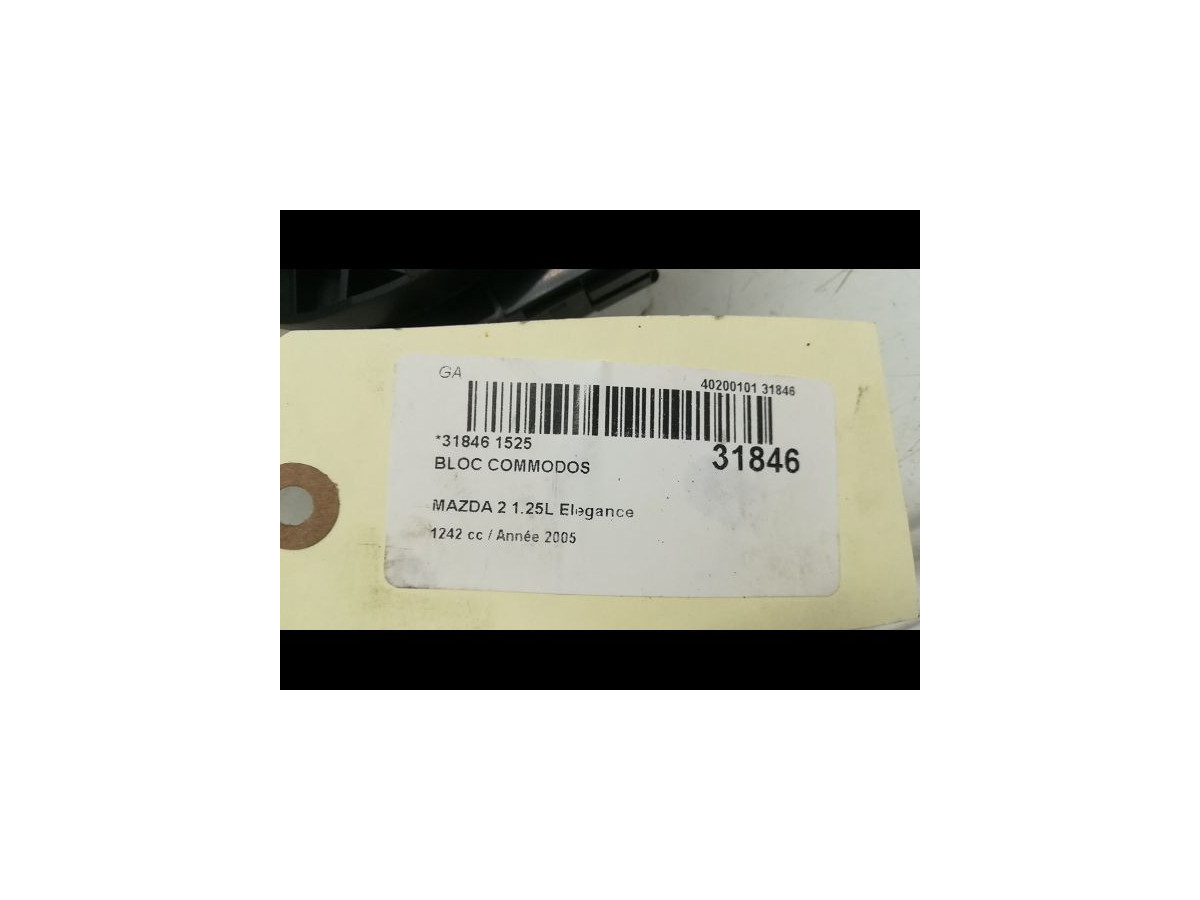 GA
40200101 31846
*31846 1525
31846
BLOC COMMODOS
MAZDA 2 1.25L Elegance
1242 cc / Année 2005